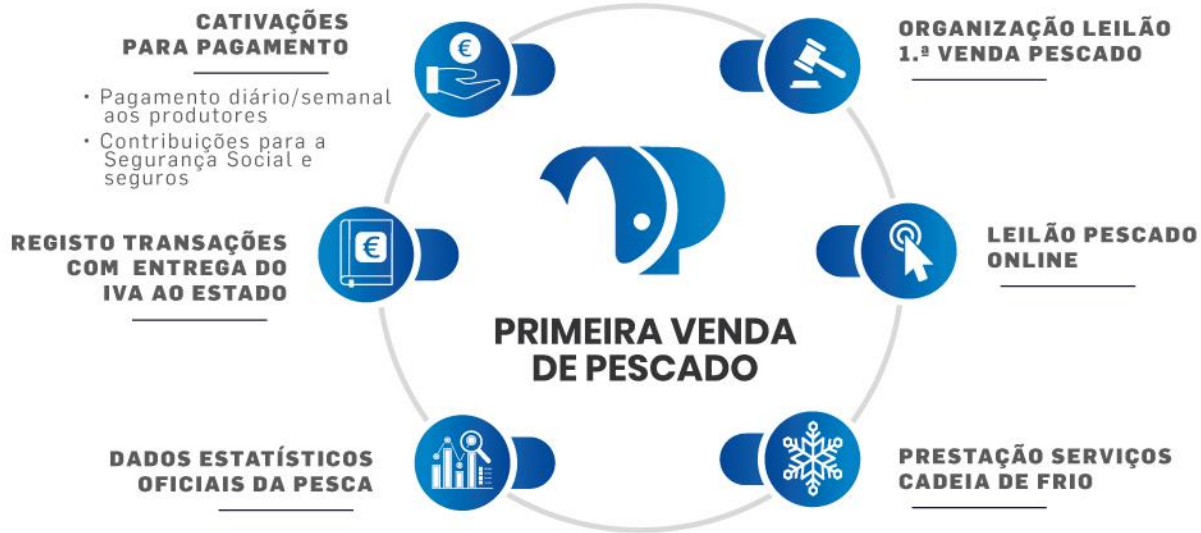 CATIVAÇÕES
PARA PAGAMENTO
• Pagamento diário/semanal
aos produtores
• Contribuições para a
Segurança Social e
seguros
REGISTO TRANSAÇÕES
COM ENTREGA DO
IVA AO ESTADO
DADOS ESTATÍSTICOS
OFICIAIS DA PESCA
PRIMEIRA VENDA
DE PESCADO
ORGANIZAÇÃO LEILÃO
1.ª VENDA PESCADO
LEILÃO PESCADO
ONLINE
PRESTAÇÃO SERVIÇOS
CADEIA DE FRIO